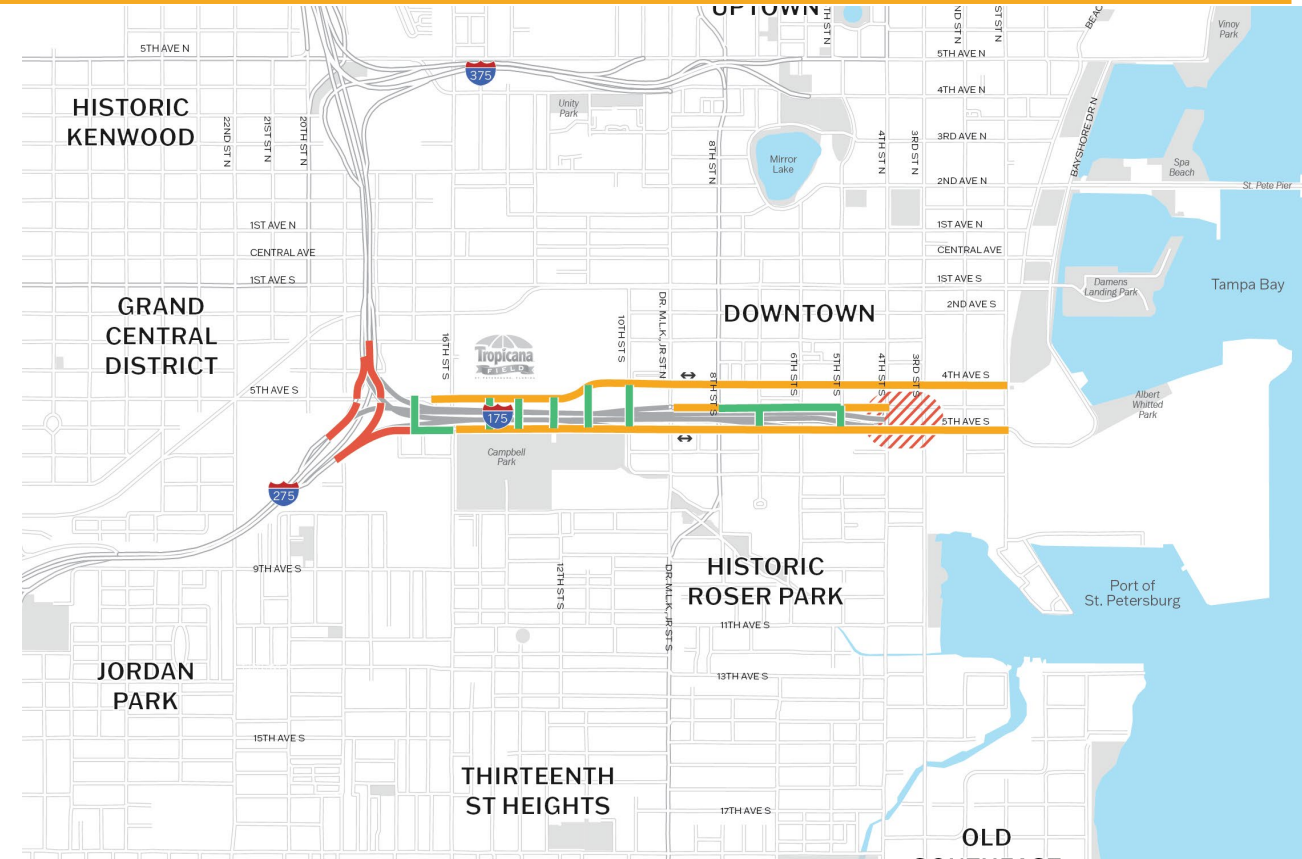 UPTOWN
5TH AVE N
375
5TH AVE N
4TH AVE N
HISTORIC
KENWOOD
22ND ST N
21ST ST N
20TH ST N
Unity
Park
8TH ST N
Mirror
Lake
4TH ST N
3RD ST N
3RD AVE N
2ND AVE N
BAYSHORE DR N
Vinoy
Park
Spa
Beach
St. Pete Pier
1ST AVE N
CENTRAL AVE
1ST AVE S
1ST AVE N
CENTRAL AVE
1ST AVE S
2ND AVE S
Damens
Landing Park
Tampa Bay
GRAND
CENTRAL
DISTRICT
DOWNTOWN
16TH ST S
Tropicana
FIELD
10TH ST S
DR. M.L.K., JR ST N
8TH ST S
6TH ST S
5TH ST S
4TH ST S
3RD ST S
5TH AVE S
4TH AVE S
5TH AVE S
175
Campbell
Park
Albert
Whitted
Park
275
9TH AVE S
12TH ST S
DR. M.L.K., JR ST S
HISTORIC
ROSER PARK
Port of
St. Petersburg
11TH AVE S
JORDAN
PARK
13TH AVE S
15TH AVE S
THIRTEENTH
ST HEIGHTS
17TH AVE S
OLD